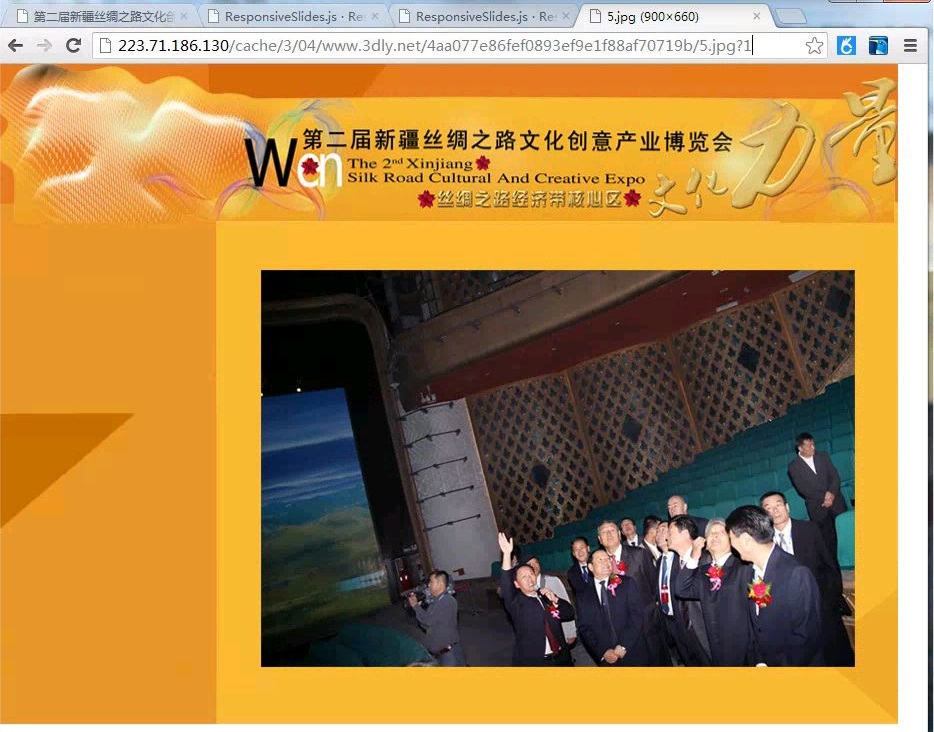 第二届新疆丝绸之路文化创
ResponsiveSlides.js · Re
ResponsiveSlides.js · Re
5.jpg (900×660)
223.71.186.130/cache/3/04/www.3dly.net/4aa077e86fef0893ef9e1f88af70719b/5.jpg?1
Wan
第二届新疆丝绸之路文化创意产业博览会
The 2nd Xinjiang
Silk Road Cultural And Creative Expo
丝绸之路经济带核心区
文化力量